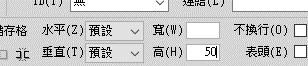 ID(I) 無 連結(L)
儲存格 水平(Z) 預設 寬(W) 不換行(O)
垂直(T) 預設 高(H) 50 表頭(E)